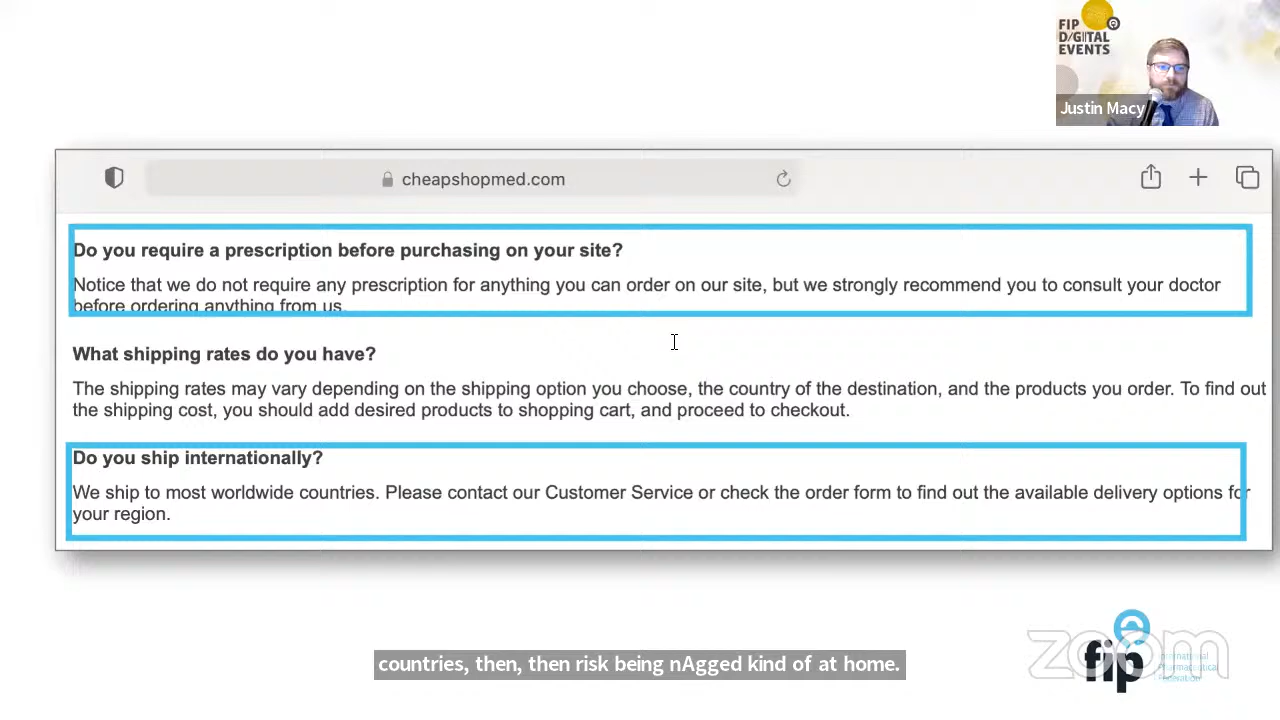 FIP
D/G/TAL
EVENTS
Justin Macy
cheapshopmed.com
Do you require a prescription before purchasing on your site?
Notice that we do not require any prescription for anything you can order on our site, but we strongly recommend you to consult your doctor
before ordering anything from us.
What shipping rates do you have?
The shipping rates may vary depending on the shipping option you choose, the country of the destination, and the products you order. To find out
the shipping cost, you should add desired products to shopping cart, and proceed to checkout.
Do you ship internationally?
We ship to most worldwide countries. Please contact our Customer Service or check the order form to find out the available delivery options for
your region.
countries, then, then risk being nAgged kind of at home.
zoom
fip
International
Pharmaceutical
Federation